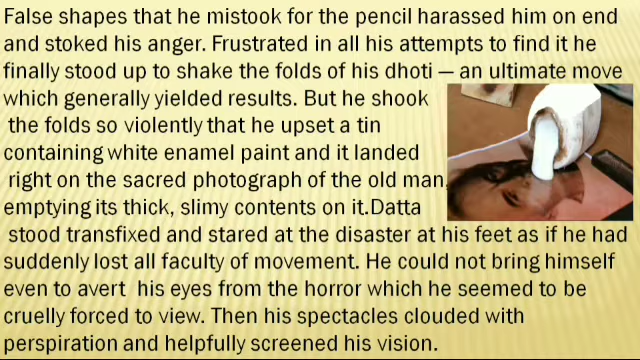 False shapes that he mistook for the pencil harassed him on end
and stoked his anger. Frustrated in all his attempts to find it he
finally stood up to shake the folds of his dhoti — an ultimate move
which generally yielded results. But he shook
the folds so violently that he upset a tin
containing white enamel paint and it landed
right on the sacred photograph of the old man,
emptying its thick, slimy contents on it.Datta
stood transfixed and stared at the disaster at his feet as if he had
suddenly lost all faculty of movement. He could not bring himself
even to avert his eyes from the horror which he seemed to be
cruelly forced to view. Then his spectacles clouded with
perspiration and helpfully screened his vision.